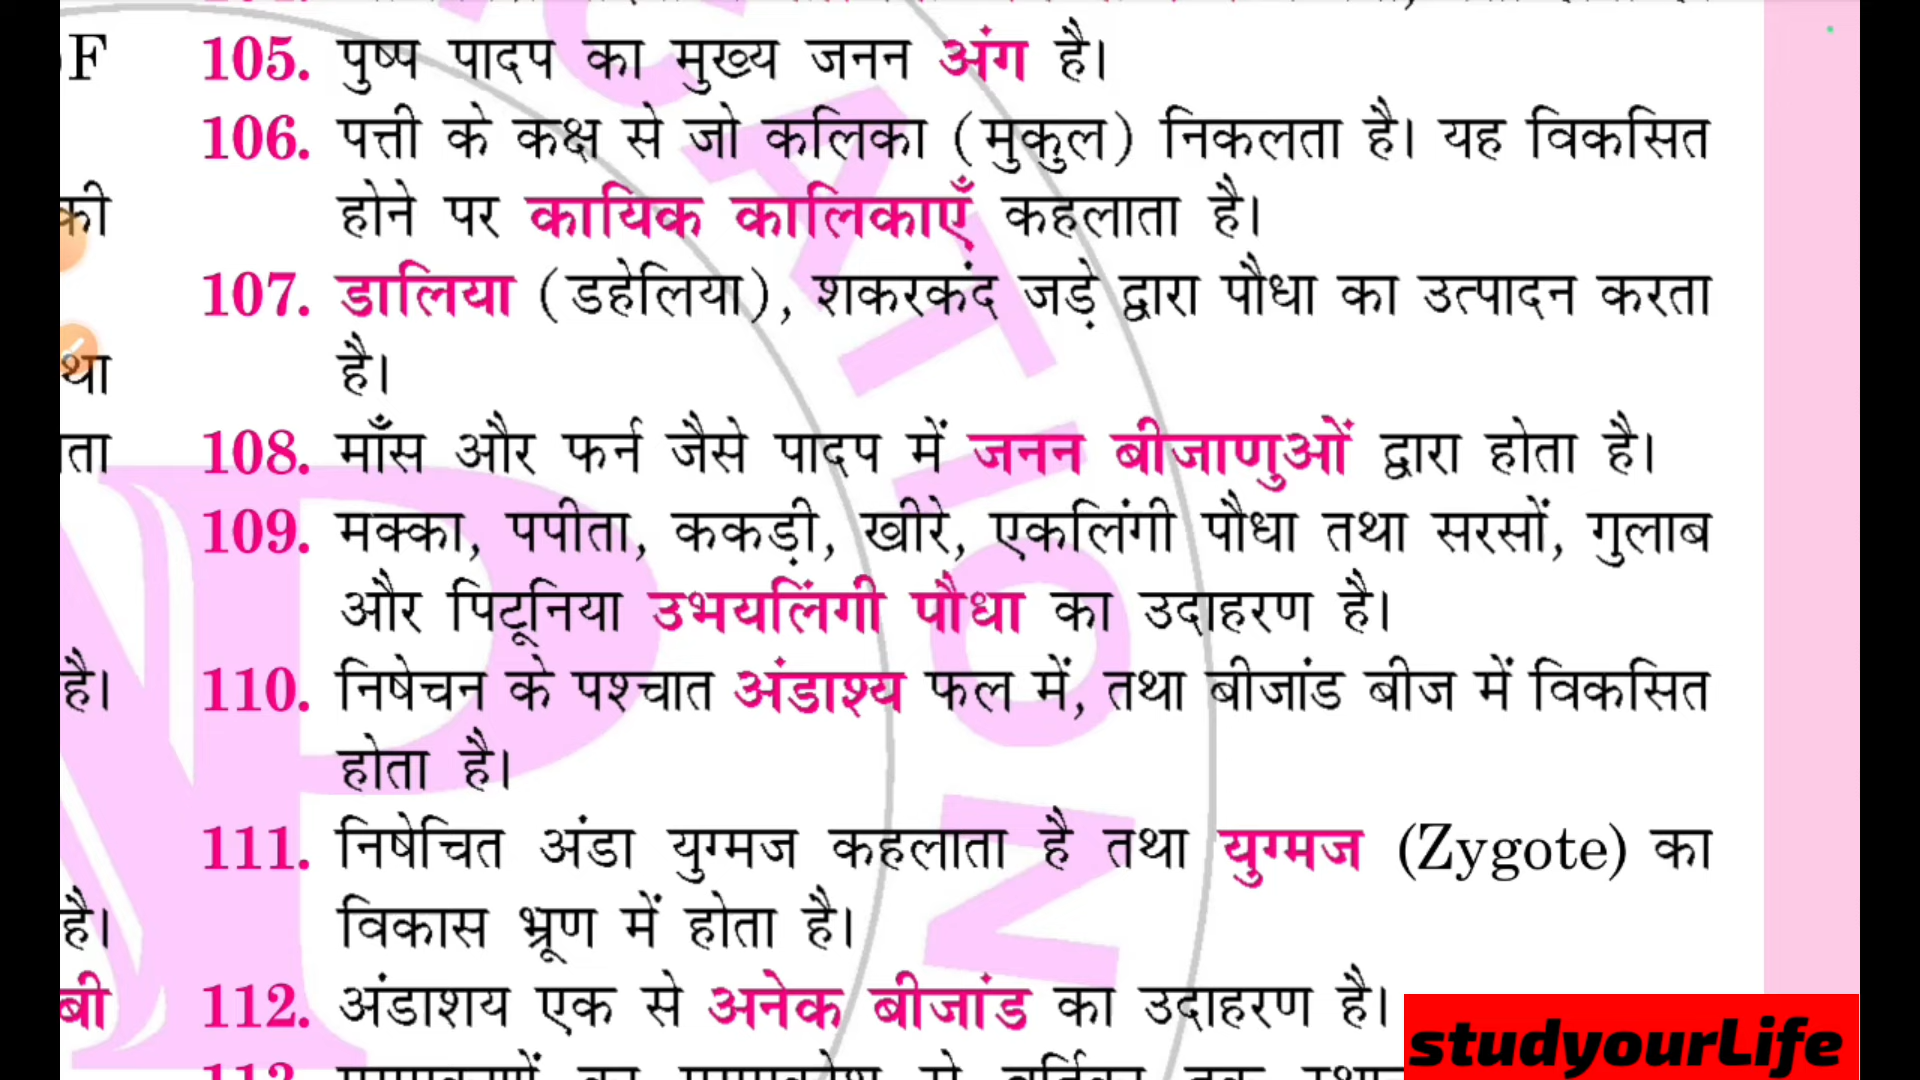 F
105. पुष्प पादप का मुख्य जनन अंग है।
106. पत्ती के कक्ष से जो कलिका (मुकुल) निकलता है। यह विकसित
होने पर कायिक कालिकाएँ कहलाता है।
की
107. डालिया (डहेलिया), शकरकंद जड़े द्वारा पौधा का उत्पादन करता
है।
था
108. माँस और फर्न जैसे पादप में जनन बीजाणुओं द्वारा होता है।
ता
109. मक्का, पपीता, ककड़ी, खीरे, एकलिंगी पौधा तथा सरसों, गुलाब
और पिटूनिया उभयलिंगी पौधा का उदाहरण है।
110. निषेचन के पश्चात अंडाश्य फल में, तथा बीजांड बीज में विकसित
होता है।
है।
111. निषेचित अंडा युग्मज कहलाता है तथा युग्मज (Zygote) का
विकास भ्रूण में होता है।
है।
112. अंडाशय एक से अनेक बीजांड का उदाहरण है।
बी
studyourLife